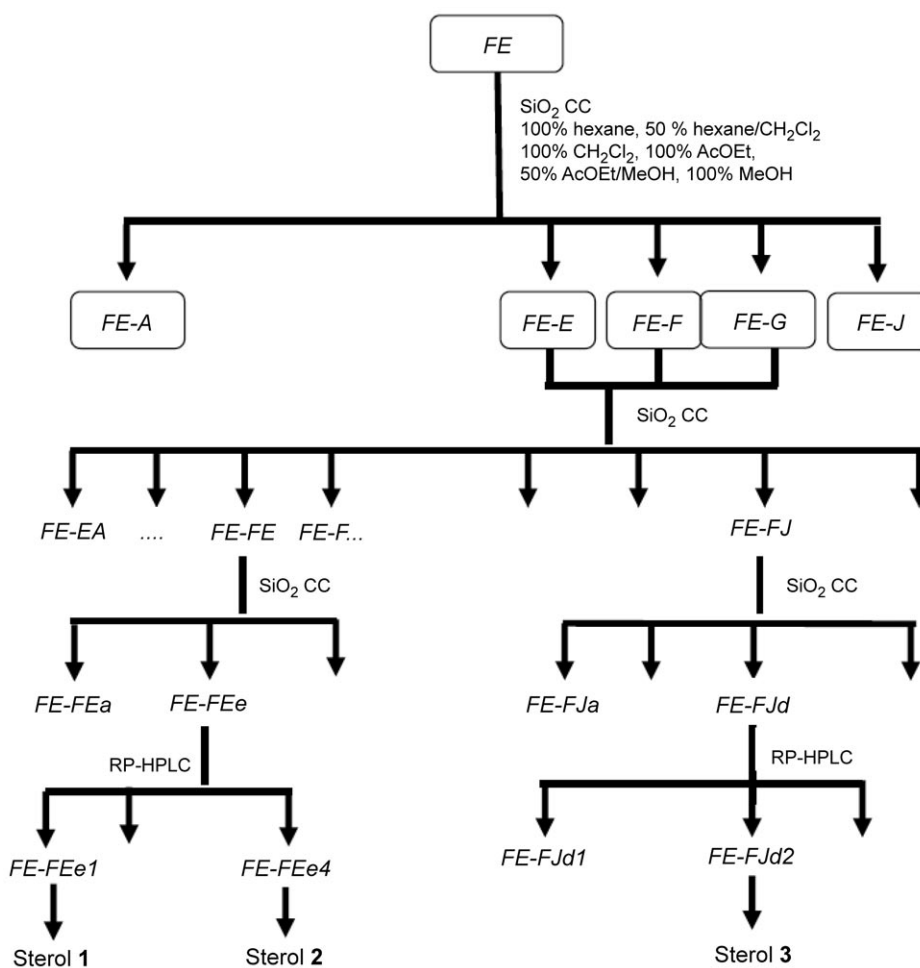 FE
SiO₂ CC
100% hexane, 50 % hexane/CH₂Cl₂
100% CH₂Cl₂, 100% AcOEt,
50% AcOEt/MeOH, 100% MeOH
FE-A FE-E FE-F FE-G FE-J
SiO₂ CC
FE-EA .... FE-FE FE-F... FE-FJ
SiO₂ CC SiO₂ CC
FE-FEa FE-FEe FE-FJa FE-FJd
RP-HPLC RP-HPLC
FE-FEe1 FE-FEe4 FE-FJd1 FE-FJd2
Sterol 1 Sterol 2 Sterol 3